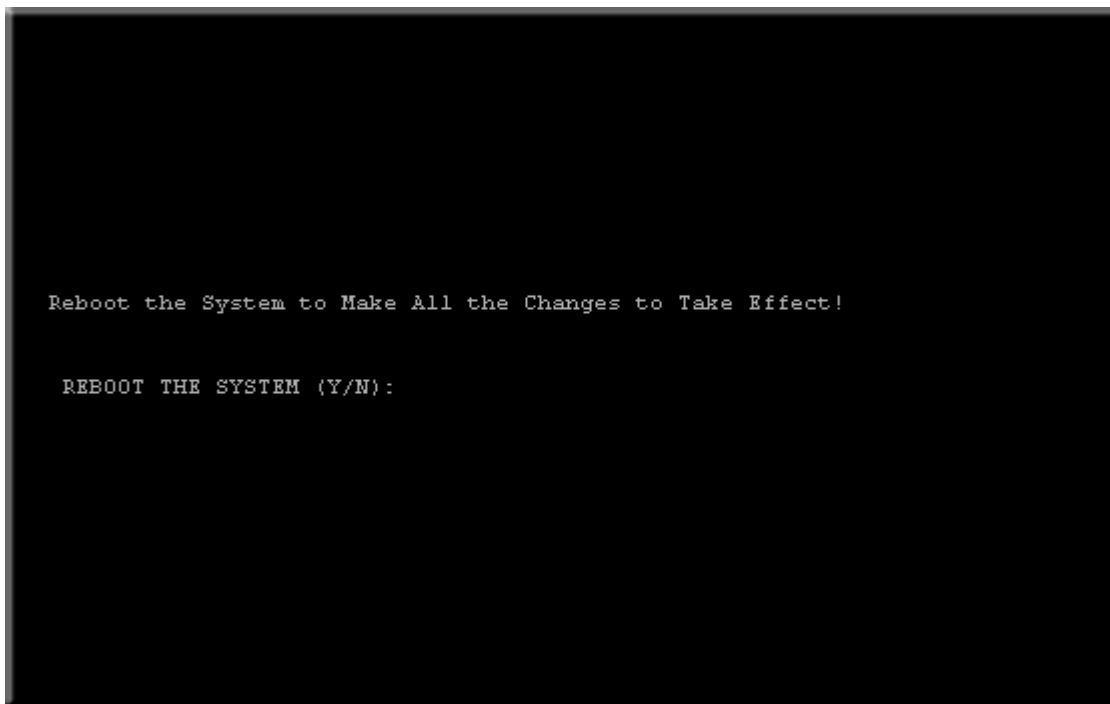 Reboot the System to Make All the Changes to Take Effect!
REBOOT THE SYSTEM (Y/N):